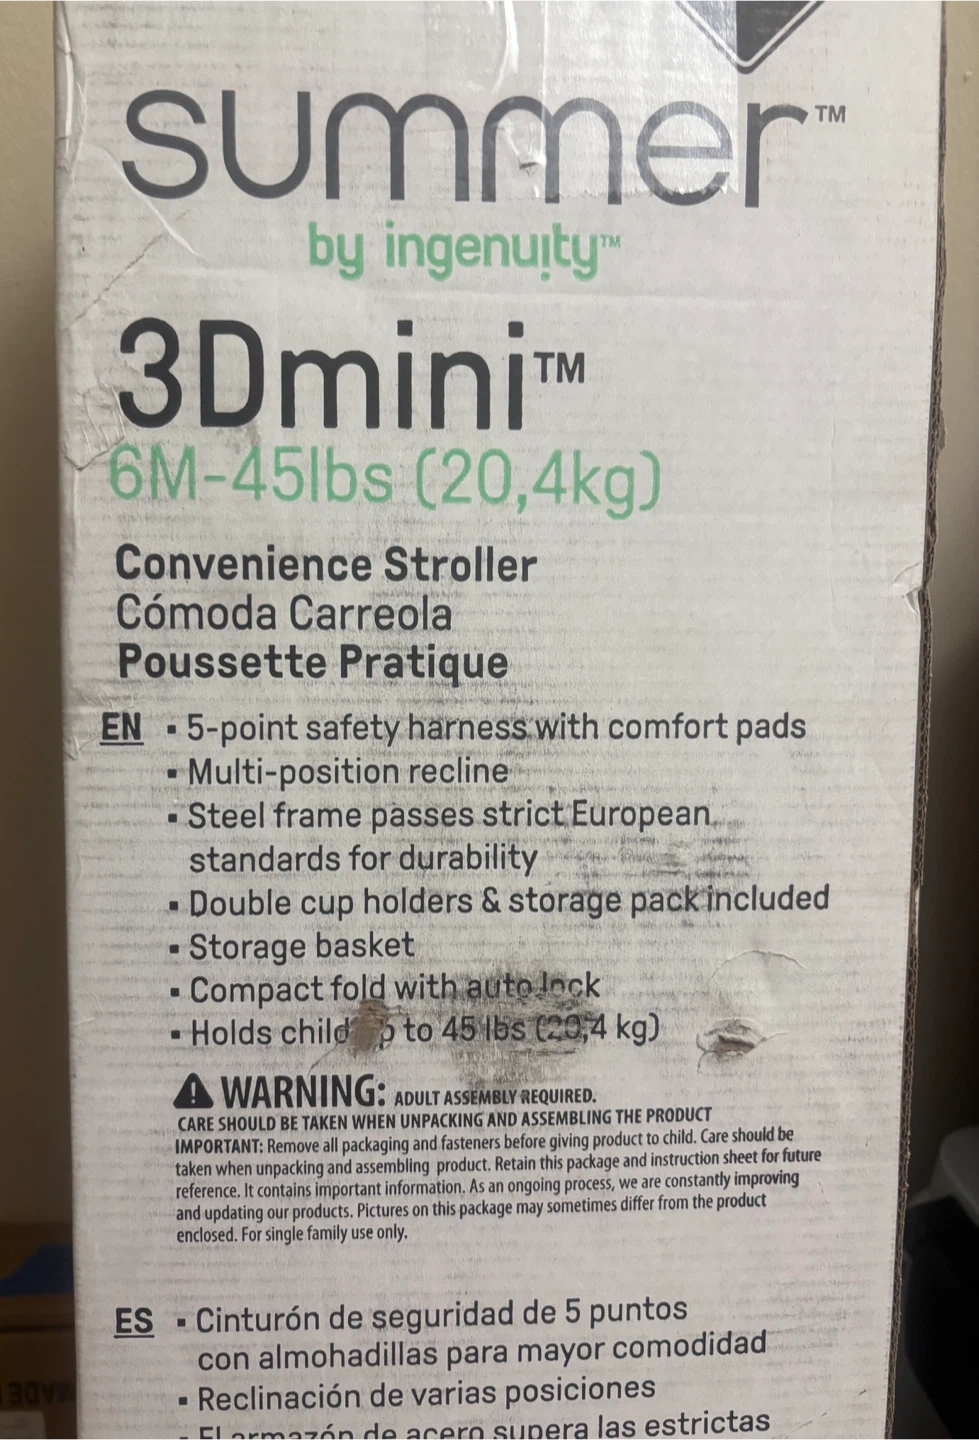 summer™
by ingenuity™
3Dmini™
6M-45lbs (20,4kg)
Convenience Stroller
Cómoda Carreola
Poussette Pratique
EN ▪ 5-point safety harness with comfort pads
▪ Multi-position recline
▪ Steel frame passes strict European
standards for durability
▪ Double cup holders & storage pack included
▪ Storage basket
▪ Compact fold with auto lock
▪ Holds child to 45 lbs (20,4 kg)
WARNING: ADULT ASSEMBLY REQUIRED.
CARE SHOULD BE TAKEN WHEN UNPACKING AND ASSEMBLING THE PRODUCT
IMPORTANT: Remove all packaging and fasteners before giving product to child. Care should be
taken when unpacking and assembling product. Retain this package and instruction sheet for future
reference. It contains important information. As an ongoing process, we are constantly improving
and updating our products. Pictures on this package may sometimes differ from the product
enclosed. For single family use only.
ES ▪ Cinturón de seguridad de 5 puntos
con almohadillas para mayor comodidad
▪ Reclinación de varias posiciones
▪ El armazón de acero supera las estrictas